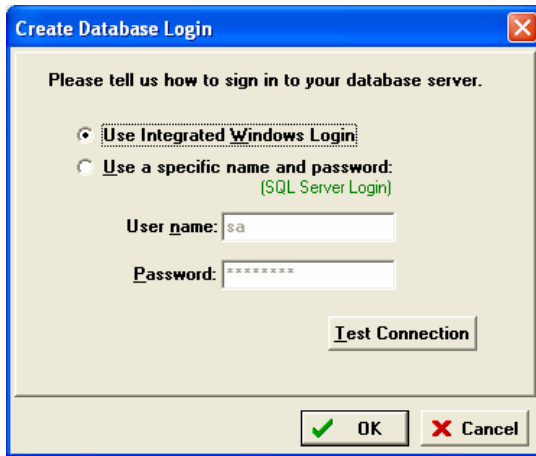 Create Database Login
Please tell us how to sign in to your database server.
Use Integrated Windows Login
Use a specific name and password:
(SQL Server Login)
User name: sa
Password: ********
Test Connection
OK
Cancel